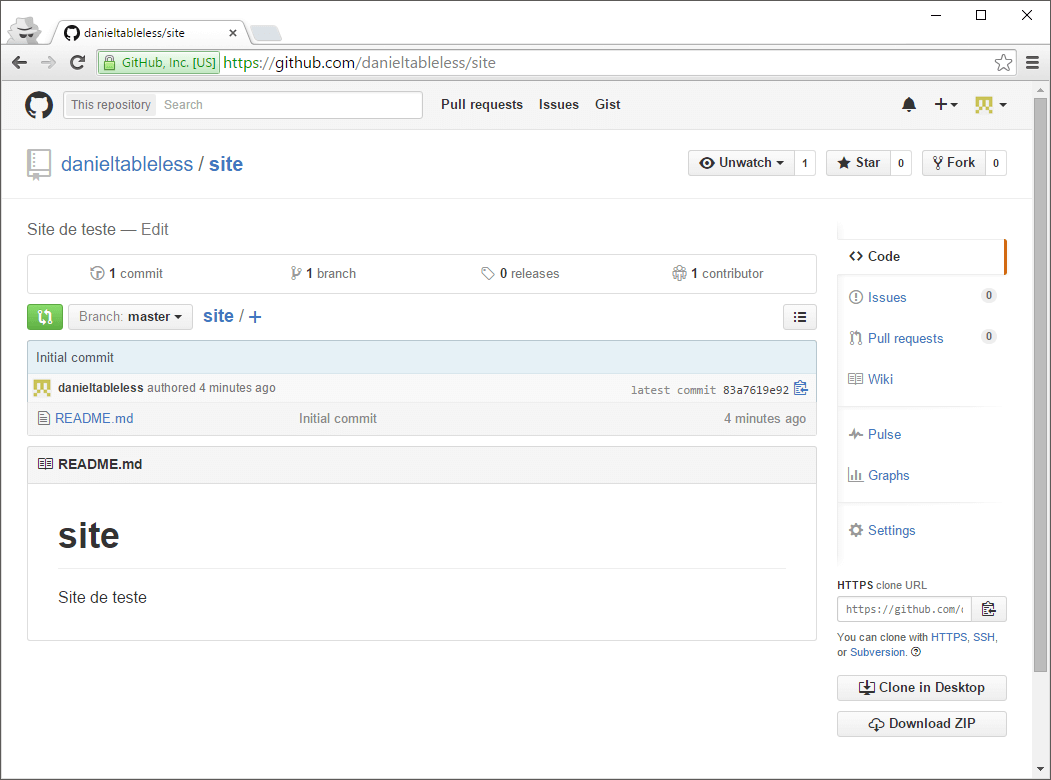 danieltableless/site
GitHub, Inc. [US] https://github.com/danieltableless/site
This repository Search Pull requests Issues Gist
danieltableless / site Unwatch 1 Star 0 Fork 0
Site de teste — Edit
1 commit 1 branch 0 releases 1 contributor
Branch: master site / +
Initial commit
danieltableless authored 4 minutes ago latest commit 83a7619e92
README.md Initial commit 4 minutes ago
README.md
site
Site de teste
Code
Issues 0
Pull requests 0
Wiki
Pulse
Graphs
Settings
HTTPS clone URL
https://github.com/
You can clone with HTTPS, SSH,
or Subversion.
Clone in Desktop
Download ZIP